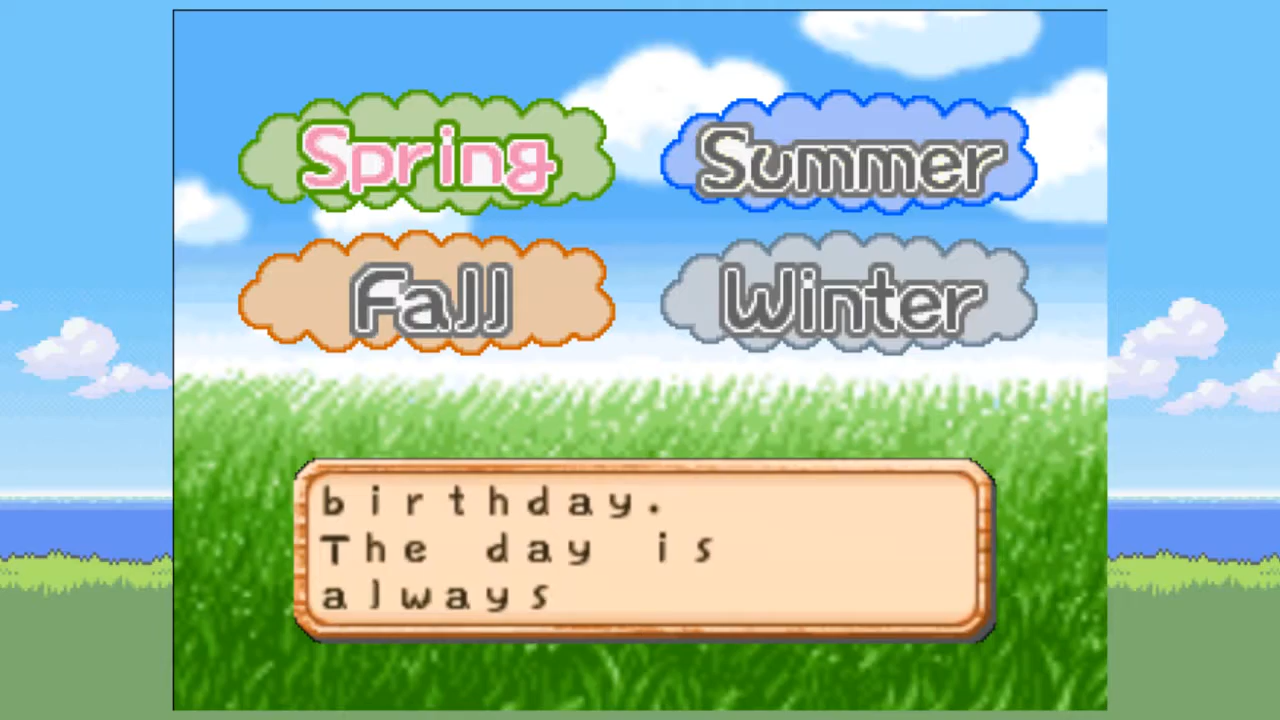 Spring Summer
Fall Winter
birthday.
The day is
always